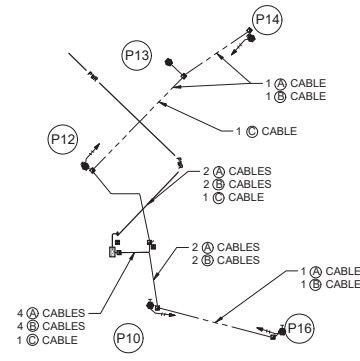 P14
P13
1 Ⓐ CABLE
1 Ⓑ CABLE
1 Ⓒ CABLE
P12
2 Ⓐ CABLES
2 Ⓑ CABLES
1 Ⓒ CABLE
2 Ⓐ CABLES
2 Ⓑ CABLES
1 Ⓐ CABLE
1 Ⓑ CABLE
4 Ⓐ CABLES
4 Ⓑ CABLES
1 Ⓒ CABLE
P10
P16